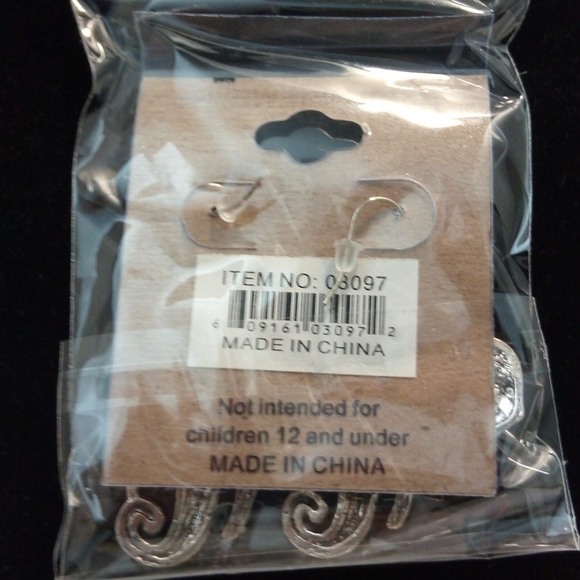 ITEM NO: 03097
6 09161 03097 2
MADE IN CHINA
Not intended for
children 12 and under
MADE IN CHINA